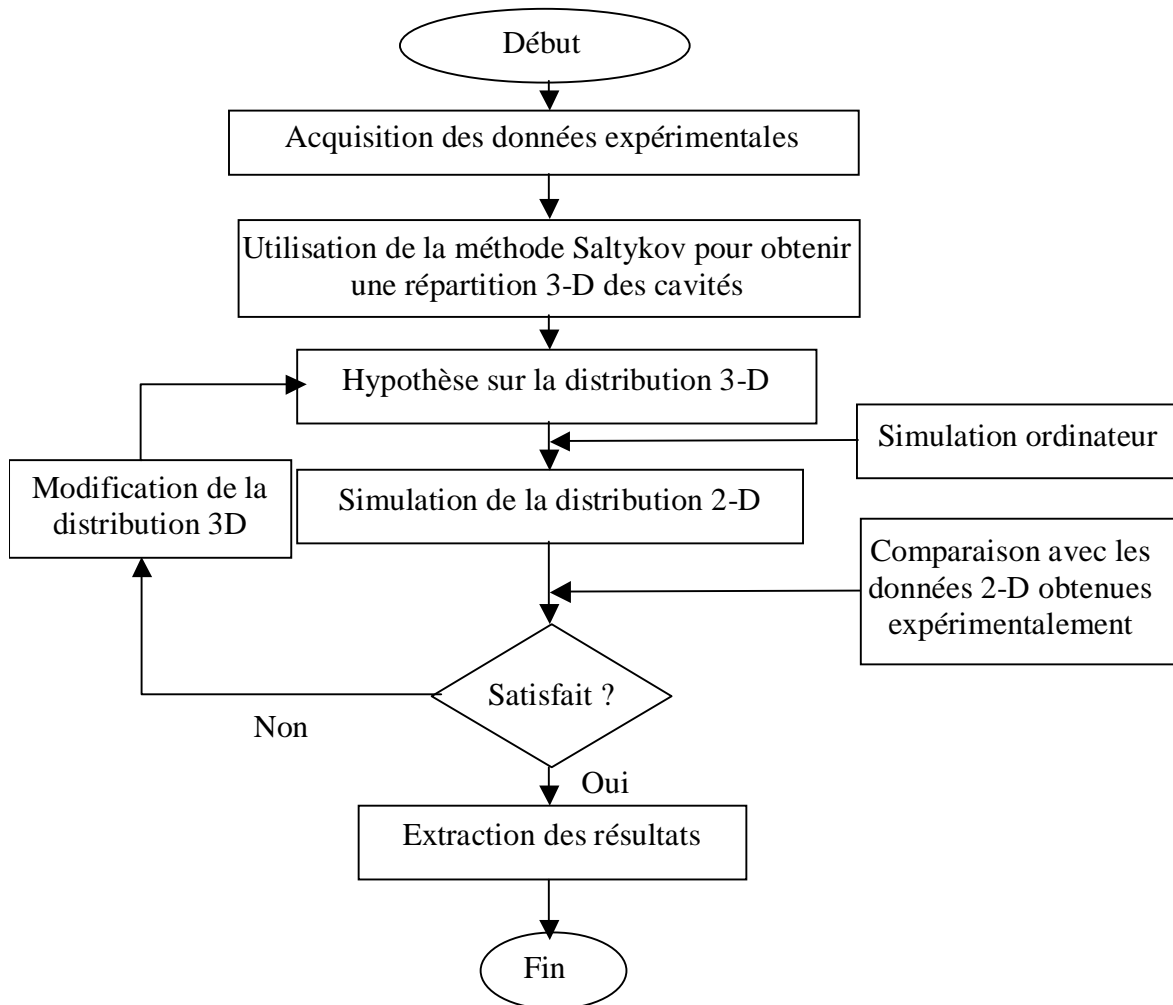 Début
Acquisition des données expérimentales
Utilisation de la méthode Saltykov pour obtenir
une répartition 3-D des cavités
Hypothèse sur la distribution 3-D
Simulation ordinateur
Modification de la
distribution 3D
Simulation de la distribution 2-D
Comparaison avec les
données 2-D obtenues
expérimentalement
Satisfait ?
Non
Oui
Extraction des résultats
Fin